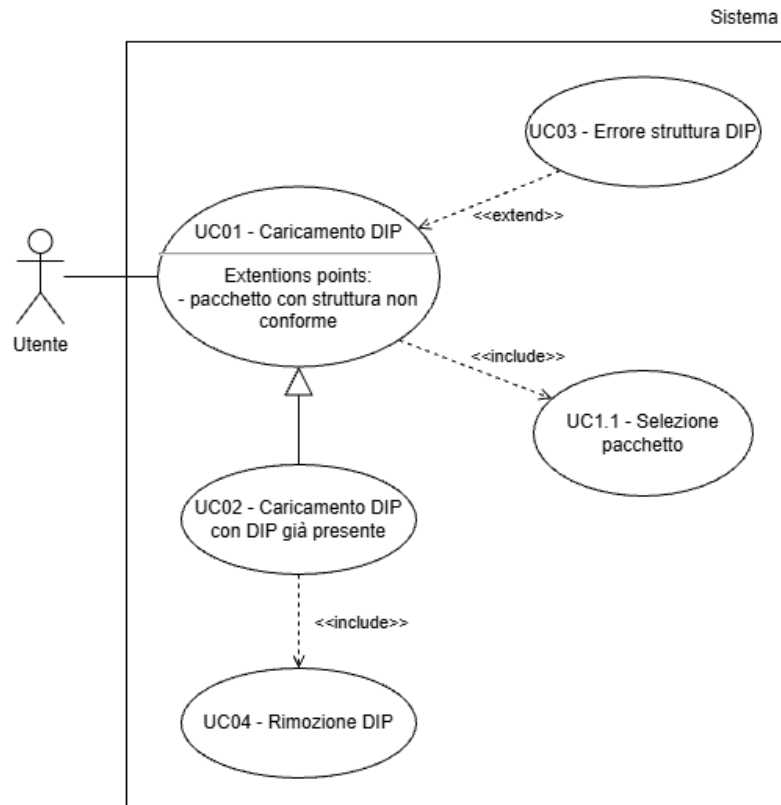 Sistema
UC03 - Errore struttura DIP
<<extend>>
UC01 - Caricamento DIP
Extentions points:
- pacchetto con struttura non
conforme
Utente
<<include>>
UC1.1 - Selezione
pacchetto
UC02 - Caricamento DIP
con DIP già presente
<<include>>
UC04 - Rimozione DIP